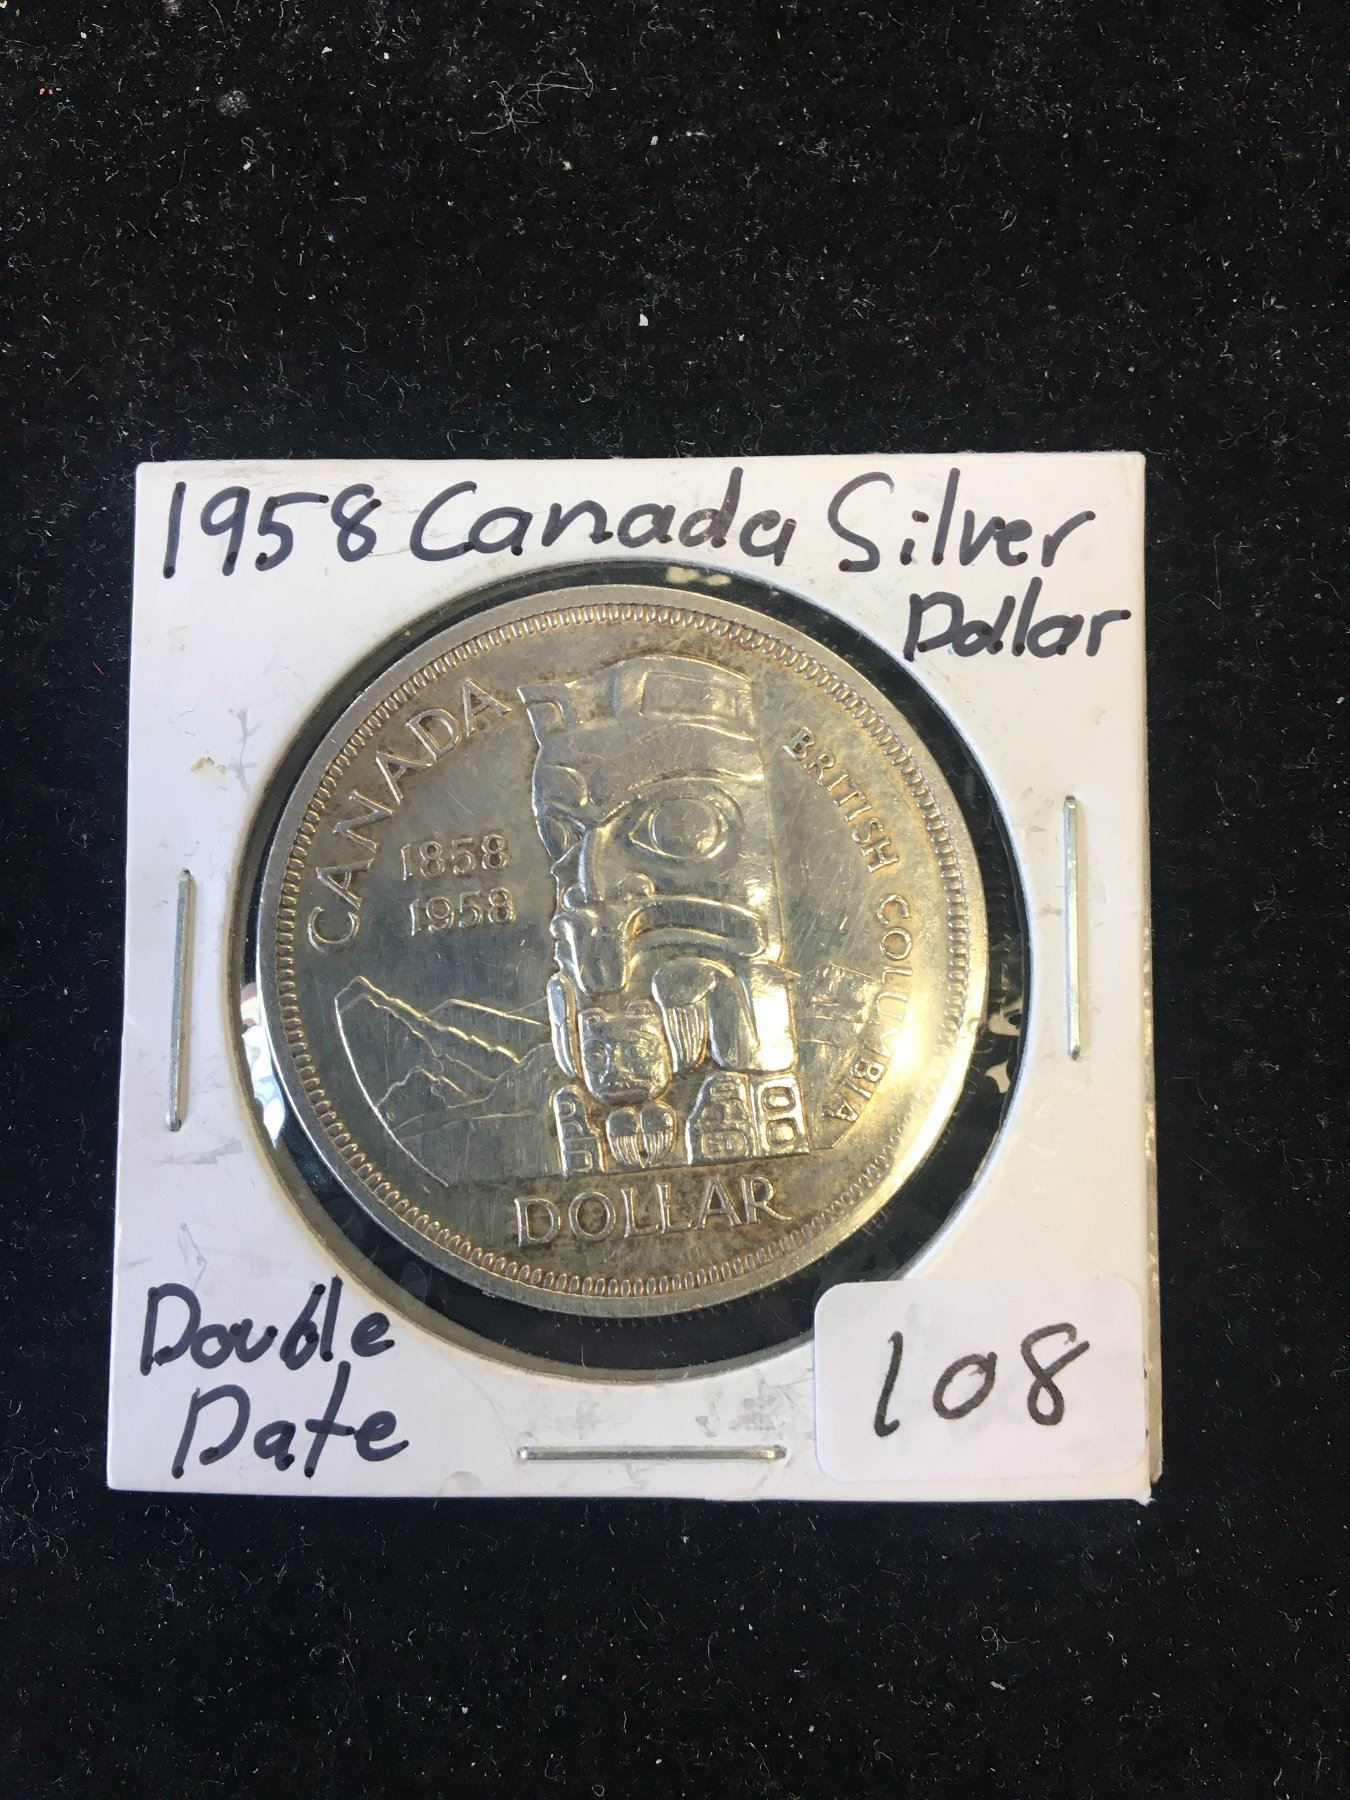 1958 Canada Silver
Dollar
CANADA
BRITISH COLUMBIA
1858
1958
DOLLAR
Double
Date
108